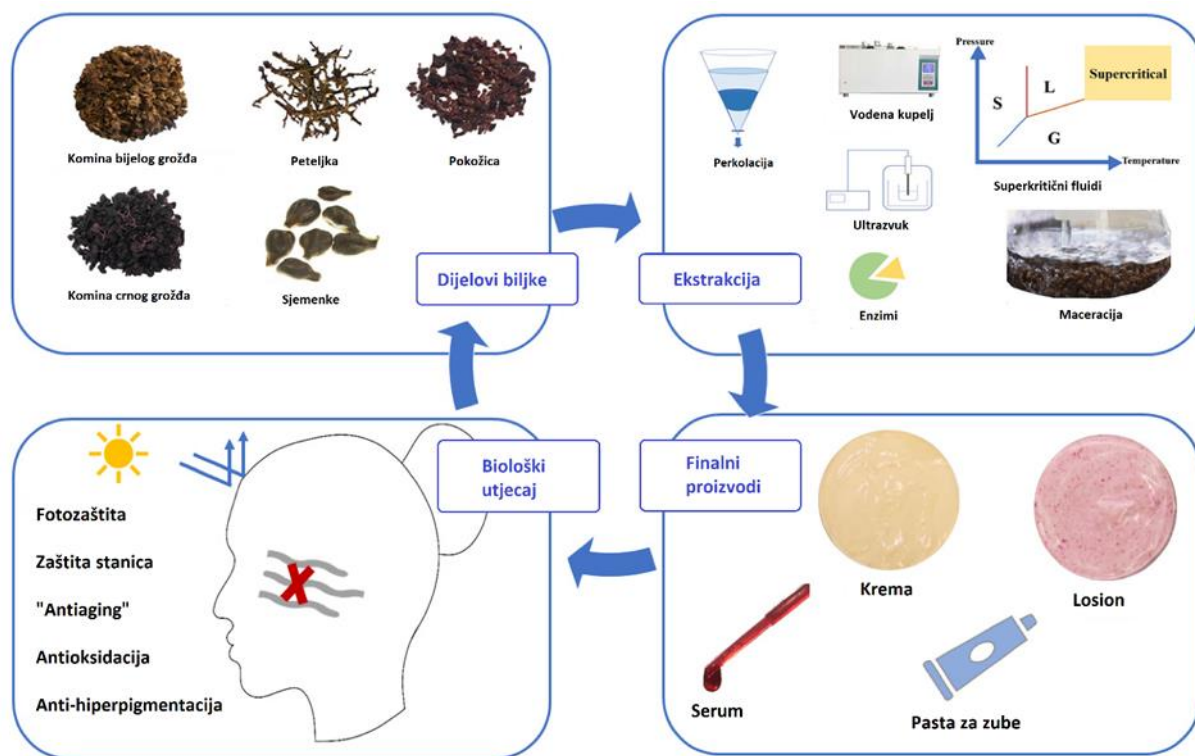 Komina bijelog grožđa
Peteljka
Pokožica
Komina crnog grožđa
Sjemenke
Dijelovi biljke
Perkolacija
Vodena kupelj
Ultrazvuk
Enzimi
Pressure
S
L
G
Supercritical
Temperature
Superkritični fluidi
Maceracija
Ekstrakcija
Biološki
utjecaj
Fotozaštita
Zaštita stanica
"Antiaging"
Antioksidacija
Anti-hiperpigmentacija
Finalni
proizvodi
Krema
Losion
Serum
Pasta za zube